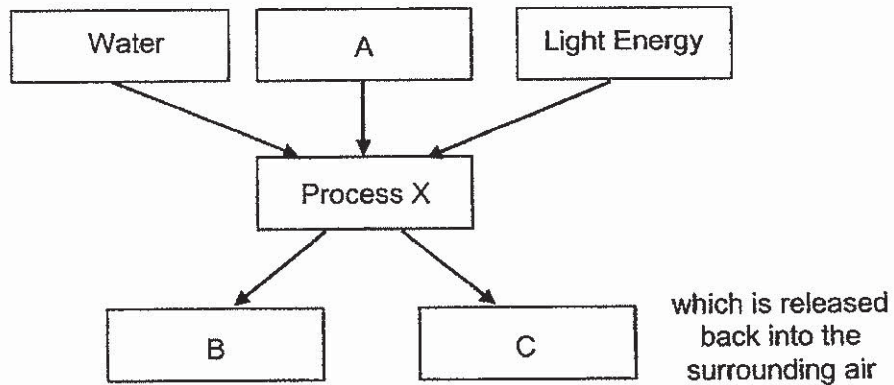 Water
A
Light Energy
Process X
B
C
which is released
back into the
surrounding air